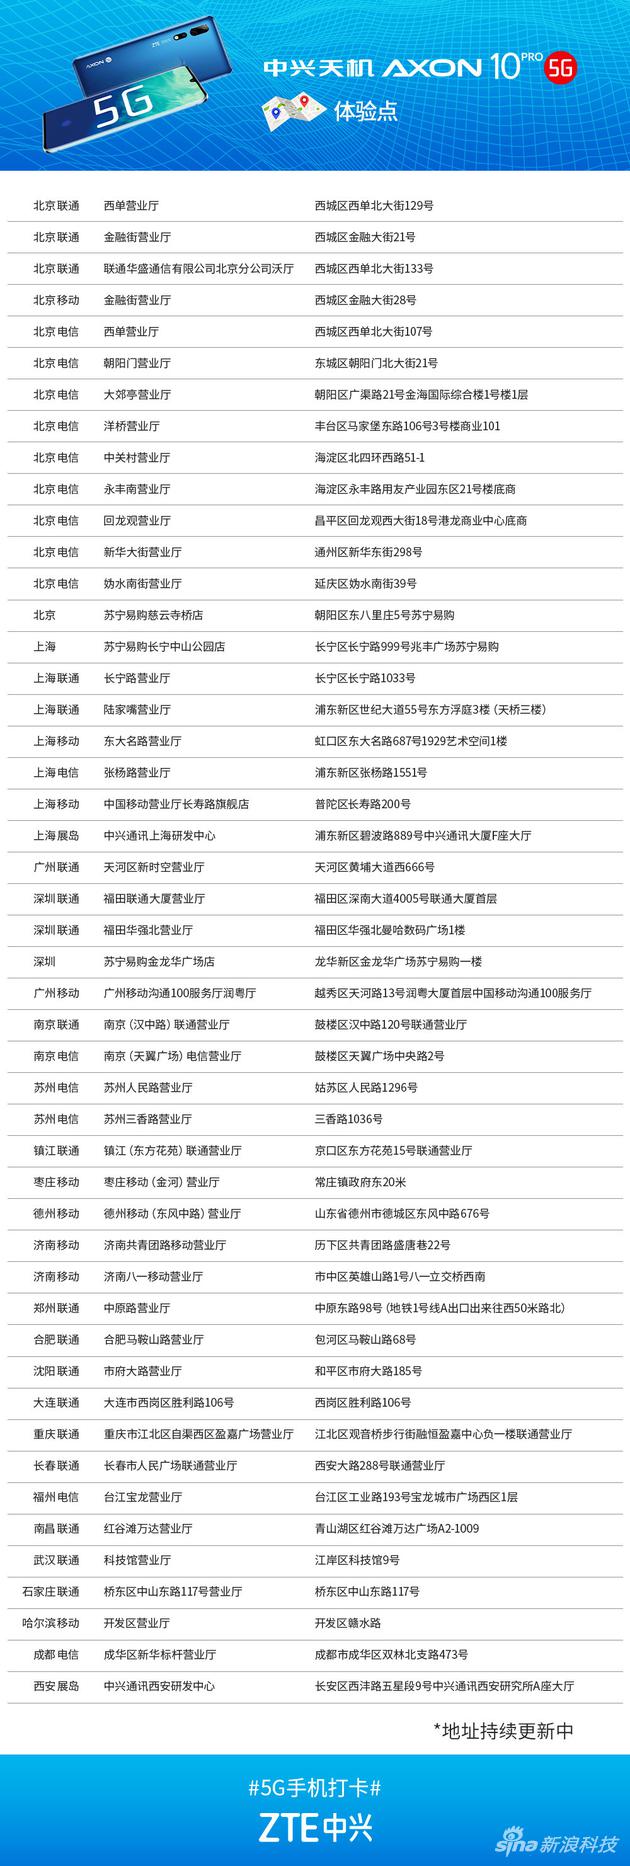 AXON
ZTE
5G
中兴天机 AXON 10 PRO 5G
体验点
北京联通 西单营业厅 西城区西单北大街129号
北京联通 金融街营业厅 西城区金融大街21号
北京联通 联通华盛通信有限公司北京分公司沃厅 西城区西单北大街133号
北京移动 金融街营业厅 西城区金融大街28号
北京电信 西单营业厅 西城区西单北大街107号
北京电信 朝阳门营业厅 东城区朝阳门北大街21号
北京电信 大郊亭营业厅 朝阳区广渠路21号金海国际综合楼1号楼1层
北京电信 洋桥营业厅 丰台区马家堡东路106号3号楼商业101
北京电信 中关村营业厅 海淀区北四环西路51-1
北京电信 永丰南营业厅 海淀区永丰路用友产业园东区21号楼底商
北京电信 回龙观营业厅 昌平区回龙观西大街18号港龙商业中心底商
北京电信 新华大街营业厅 通州区新华东街298号
北京电信 妫水南街营业厅 延庆区妫水南街39号
北京 苏宁易购慈云寺桥店 朝阳区东八里庄5号苏宁易购
上海 苏宁易购长宁中山公园店 长宁区长宁路999号兆丰广场苏宁易购
上海联通 长宁路营业厅 长宁区长宁路1033号
上海联通 陆家嘴营业厅 浦东新区世纪大道55号东方浮庭3楼（天桥三楼）
上海移动 东大名路营业厅 虹口区东大名路687号1929艺术空间1楼
上海电信 张杨路营业厅 浦东新区张杨路1551号
上海移动 中国移动营业厅长寿路旗舰店 普陀区长寿路200号
上海展岛 中兴通讯上海研发中心 浦东新区碧波路889号中兴通讯大厦F座大厅
广州联通 天河区新时空营业厅 天河区黄埔大道西666号
深圳联通 福田联通大厦营业厅 福田区深南大道4005号联通大厦首层
深圳联通 福田华强北营业厅 福田区华强北曼哈数码广场1楼
深圳 苏宁易购金龙华广场店 龙华新区金龙华广场苏宁易购一楼
广州移动 广州移动沟通100服务厅润粤厅 越秀区天河路13号润粤大厦首层中国移动沟通100服务厅
南京联通 南京（汉中路）联通营业厅 鼓楼区汉中路120号联通营业厅
南京电信 南京（天翼广场）电信营业厅 鼓楼区天翼广场中央路2号
苏州电信 苏州人民路营业厅 姑苏区人民路1296号
苏州电信 苏州三香路营业厅 三香路1036号
镇江联通 镇江（东方花苑）联通营业厅 京口区东方花苑15号联通营业厅
枣庄移动 枣庄移动（金河）营业厅 常庄镇政府东20米
德州移动 德州移动（东风中路）营业厅 山东省德州市德城区东风中路676号
济南移动 济南共青团路移动营业厅 历下区共青团路盛唐巷22号
济南移动 济南八一移动营业厅 市中区英雄山路1号八一立交桥西南
郑州联通 中原路营业厅 中原东路98号（地铁1号线A出口出来往西50米路北）
合肥联通 合肥马鞍山路营业厅 包河区马鞍山路68号
沈阳联通 市府大路营业厅 和平区市府大路185号
大连联通 大连市西岗区胜利路106号 西岗区胜利路106号
重庆联通 重庆市江北区自渠西区盈嘉广场营业厅 江北区观音桥步行街融恒盈嘉中心负一楼联通营业厅
长春联通 长春市人民广场联通营业厅 西安大路288号联通营业厅
福州电信 台江宝龙营业厅 台江区工业路193号宝龙城市广场西区1层
南昌联通 红谷滩万达营业厅 青山湖区红谷滩万达广场A2-1009
武汉联通 科技馆营业厅 江岸区科技馆9号
石家庄联通 桥东区中山东路117号营业厅 桥东区中山东路117号
哈尔滨移动 开发区营业厅 开发区赣水路
成都电信 成华区新华标杆营业厅 成都市成华区双林北支路473号
西安展岛 中兴通讯西安研发中心 长安区西沣路五星段9号中兴通讯西安研究所A座大厅
*地址持续更新中
#5G手机打卡#
ZTE中兴
sina新浪科技